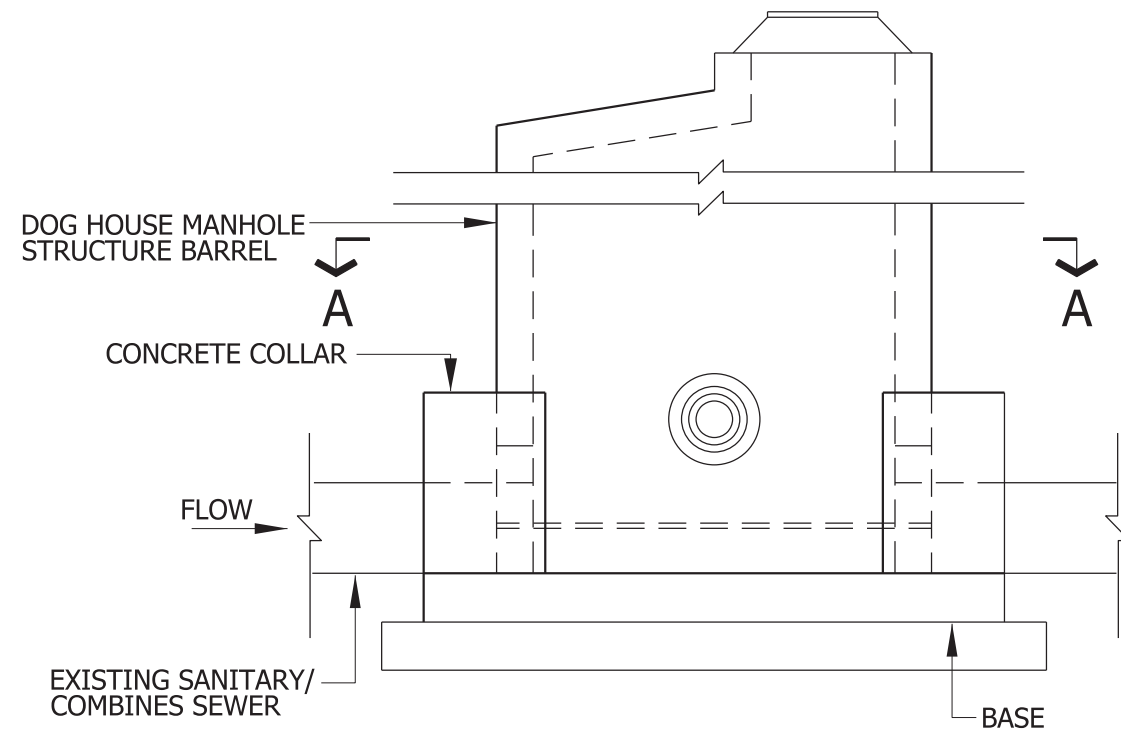 DOG HOUSE MANHOLE
STRUCTURE BARREL
A
A
CONCRETE COLLAR
FLOW
EXISTING SANITARY/
COMBINES SEWER
BASE